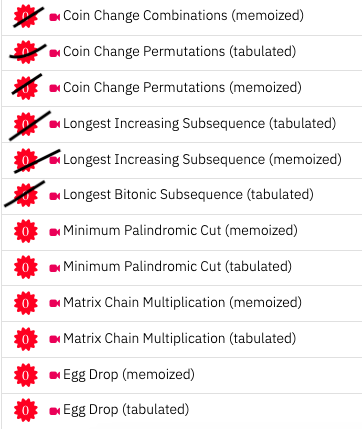 0 Coin Change Combinations (memoized)
0 Coin Change Permutations (tabulated)
0 Coin Change Permutations (memoized)
0 Longest Increasing Subsequence (tabulated)
0 Longest Increasing Subsequence (memoized)
0 Longest Bitonic Subsequence (tabulated)
0 Minimum Palindromic Cut (memoized)
0 Minimum Palindromic Cut (tabulated)
0 Matrix Chain Multiplication (memoized)
0 Matrix Chain Multiplication (tabulated)
0 Egg Drop (memoized)
0 Egg Drop (tabulated)